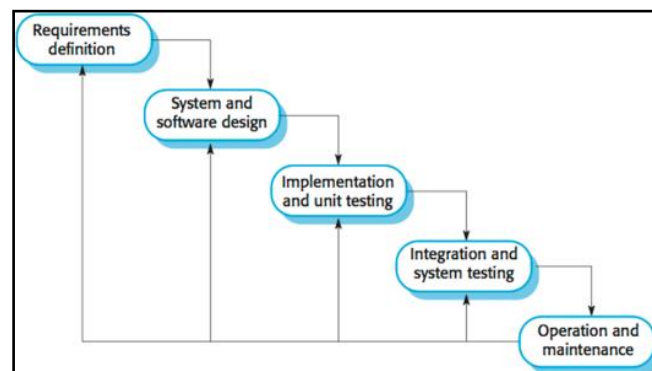 Requirements
definition
System and
software design
Implementation
and unit testing
Integration and
system testing
Operation and
maintenance